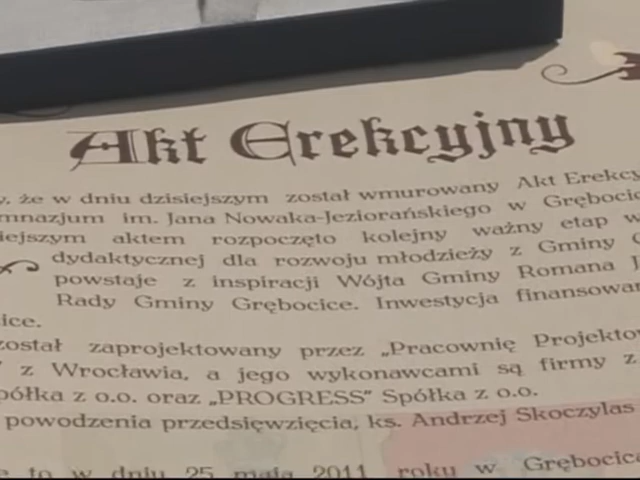 Akt Erekcyjny
że w dniu dzisiejszym został wmurowany Akt Erekcy
mnazjum im. Jana Nowaka-Jeziorańskiego w Grębocic
iejszym aktem rozpoczęto kolejny ważny etap w
dydaktycznej dla rozwoju młodzieży z Gminy G
powstaje z inspiracji Wójta Gminy Romana J
Rady Gminy Grębocice. Inwestycja finansowan
ice.
został zaprojektowany przez „Pracownię Projekto
" z Wrocławia, a jego wykonawcami są firmy z
półka z o.o. oraz „PROGRESS" Spółka z o.o.
powodzenia przedsięwzięcia, ks. Andrzej Skoczylas
to w dniu 25 maja 2011 roku w Grębocica